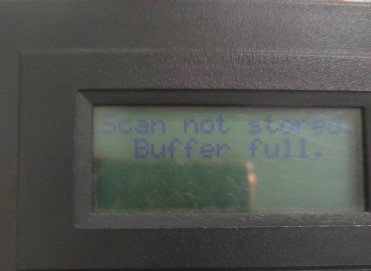 Scan not stored.
Buffer full.